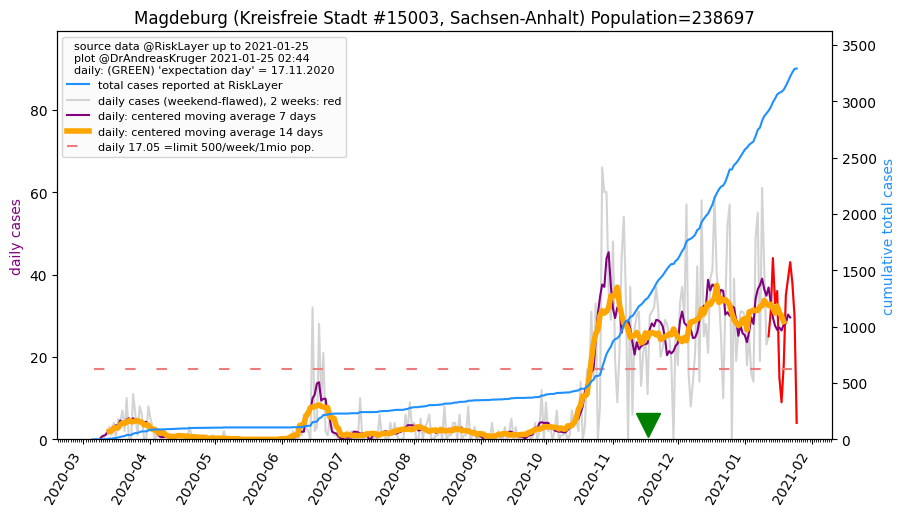 Magdeburg (Kreisfreie Stadt #15003, Sachsen-Anhalt) Population=238697
source data @RiskLayer up to 2021-01-25
plot @DrAndreasKruger 2021-01-25 02:44
daily: (GREEN) 'expectation day' = 17.11.2020
total cases reported at RiskLayer
daily cases (weekend-flawed), 2 weeks: red
daily: centered moving average 7 days
daily: centered moving average 14 days
daily 17.05 =limit 500/week/1mio pop.
daily cases
80
60
40
20
0
cumulative total cases
3500
3000
2500
2000
1500
1000
500
0
2020-03
2020-04
2020-05
2020-06
2020-07
2020-08
2020-09
2020-10
2020-11
2020-12
2021-01
2021-02